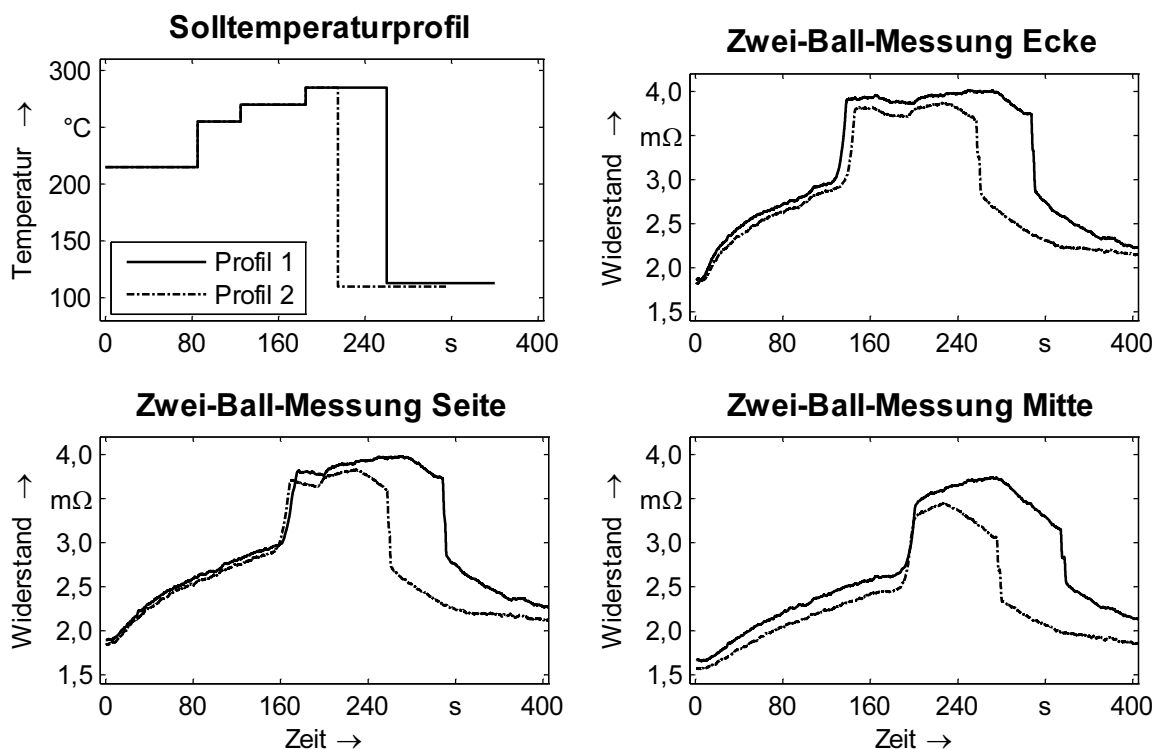 Solltemperaturprofil
Temperatur →
300
°C
200
150
100
Profil 1
Profil 2
0 80 160 240 s 400
Zwei-Ball-Messung Ecke
Widerstand →
4,0
mΩ
3,0
2,5
2,0
1,5
0 80 160 240 s 400
Zwei-Ball-Messung Seite
Widerstand →
4,0
mΩ
3,0
2,5
2,0
1,5
0 80 160 240 s 400
Zeit →
Zwei-Ball-Messung Mitte
Widerstand →
4,0
mΩ
3,0
2,5
2,0
1,5
0 80 160 240 s 400
Zeit →